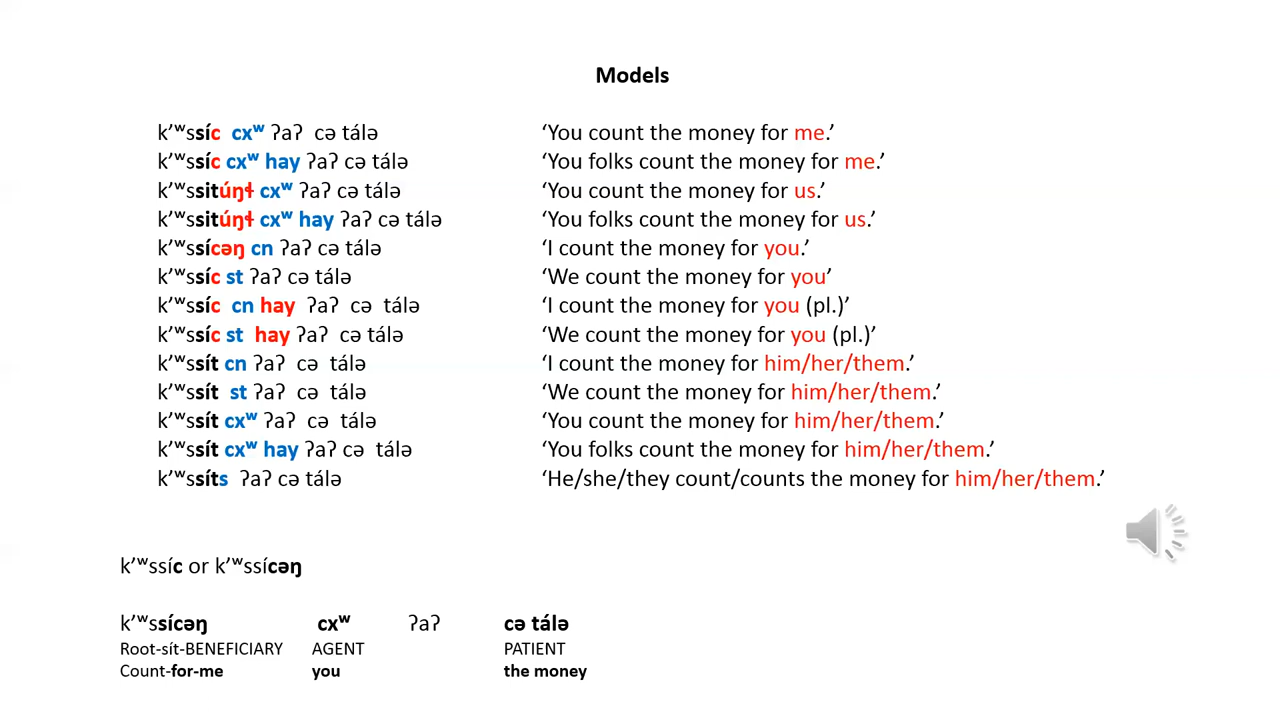 Models
k’ʷssíc cxʷ ʔaʔ cə tálə ‘You count the money for me.’
k’ʷssíc cxʷ hay ʔaʔ cə tálə ‘You folks count the money for me.’
k’ʷssitúŋɬ cxʷ ʔaʔ cə tálə ‘You count the money for us.’
k’ʷssitúŋɬ cxʷ hay ʔaʔ cə tálə ‘You folks count the money for us.’
k’ʷssícəŋ cn ʔaʔ cə tálə ‘I count the money for you.’
k’ʷssíc st ʔaʔ cə tálə ‘We count the money for you’
k’ʷssíc cn hay ʔaʔ cə tálə ‘I count the money for you (pl.)’
k’ʷssíc st hay ʔaʔ cə tálə ‘We count the money for you (pl.)’
k’ʷssít cn ʔaʔ cə tálə ‘I count the money for him/her/them.’
k’ʷssít st ʔaʔ cə tálə ‘We count the money for him/her/them.’
k’ʷssít cxʷ ʔaʔ cə tálə ‘You count the money for him/her/them.’
k’ʷssít cxʷ hay ʔaʔ cə tálə ‘You folks count the money for him/her/them.’
k’ʷssíts ʔaʔ cə tálə ‘He/she/they count/counts the money for him/her/them.’
k’ʷssíc or k’ʷssícəŋ
k’ʷssícəŋ cxʷ ʔaʔ cə tálə
Root-sít-BENEFICIARY AGENT PATIENT
Count-for-me you the money